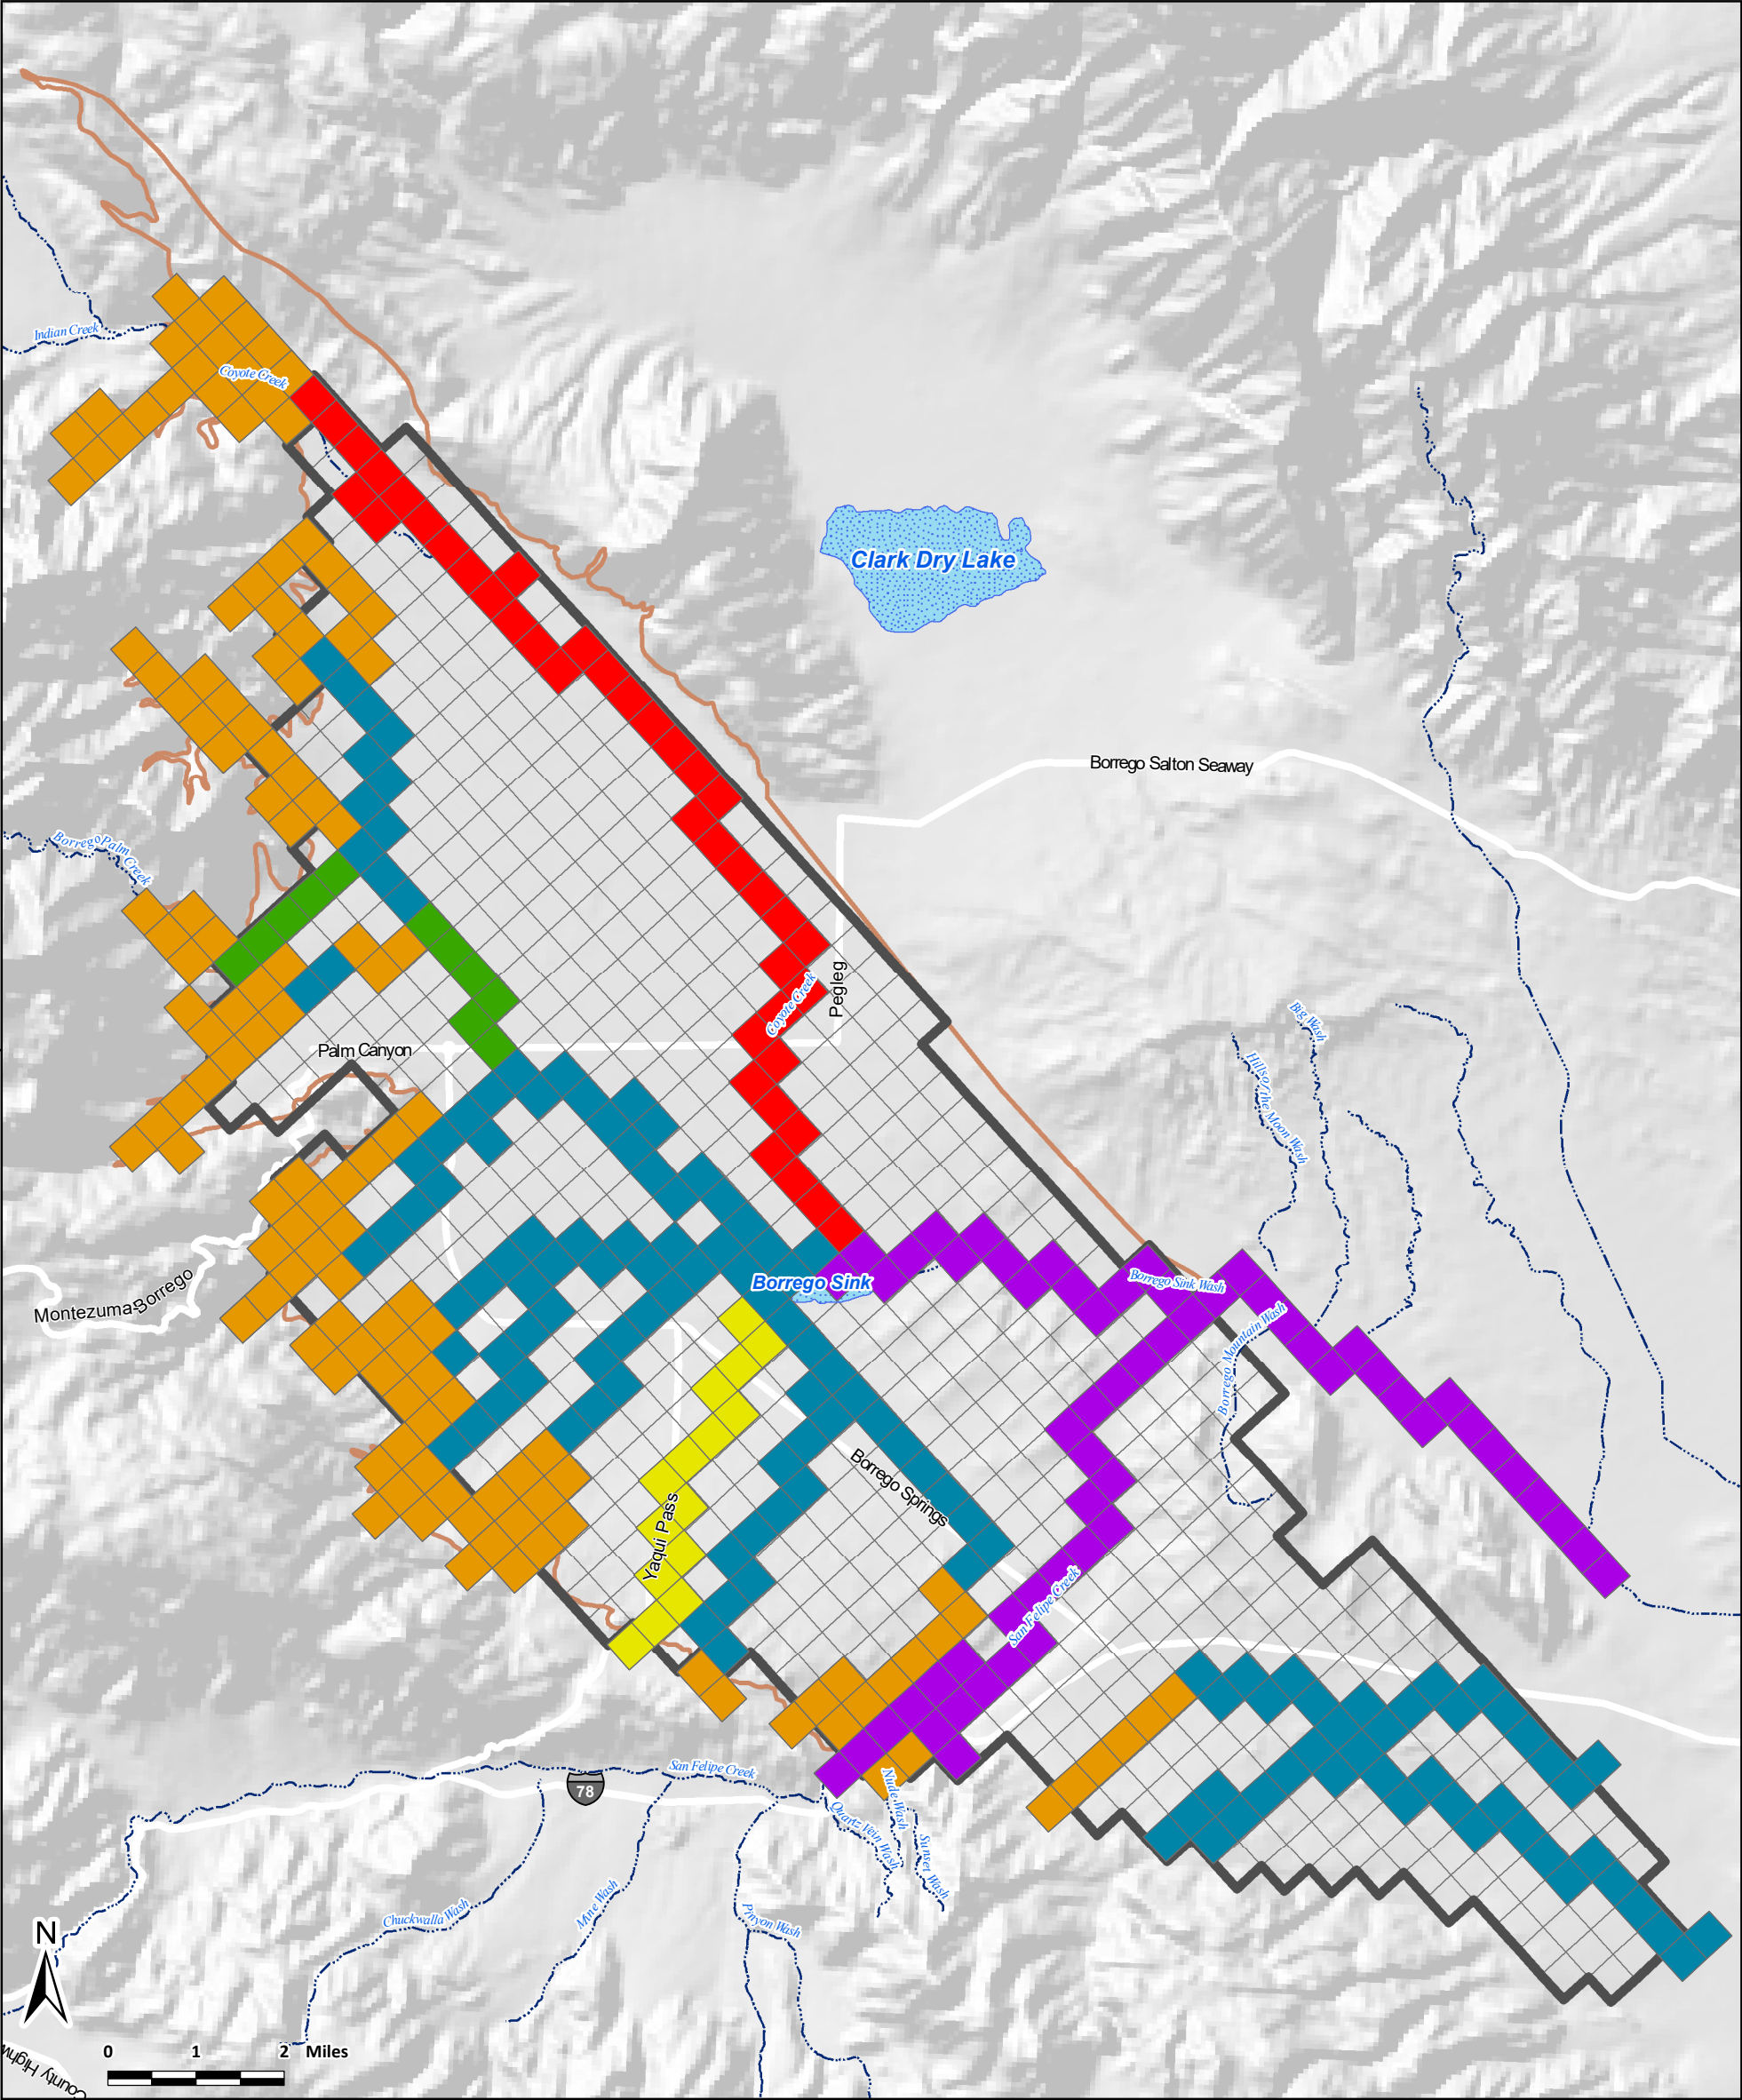 Indian Creek
Coyote Creek
Clark Dry Lake
Borrego Salton Seaway
Borrego Palm Creek
Coyote Creek
Pegleg
Big Wash
Hills of the Moon Wash
Palm Canyon
Borrego Sink
Borrego Sink Wash
Montezuma-Borrego
Borrego Mountain Wash
Borrego Springs
Yaqui Pass
San Felipe Creek
San Felipe Creek
78
Nude Wash
Quartz Vein Wash
Sunset Wash
Chuckwalla Wash
Mine Wash
Pinyon Wash
N
0 1 2 Miles
County Highw